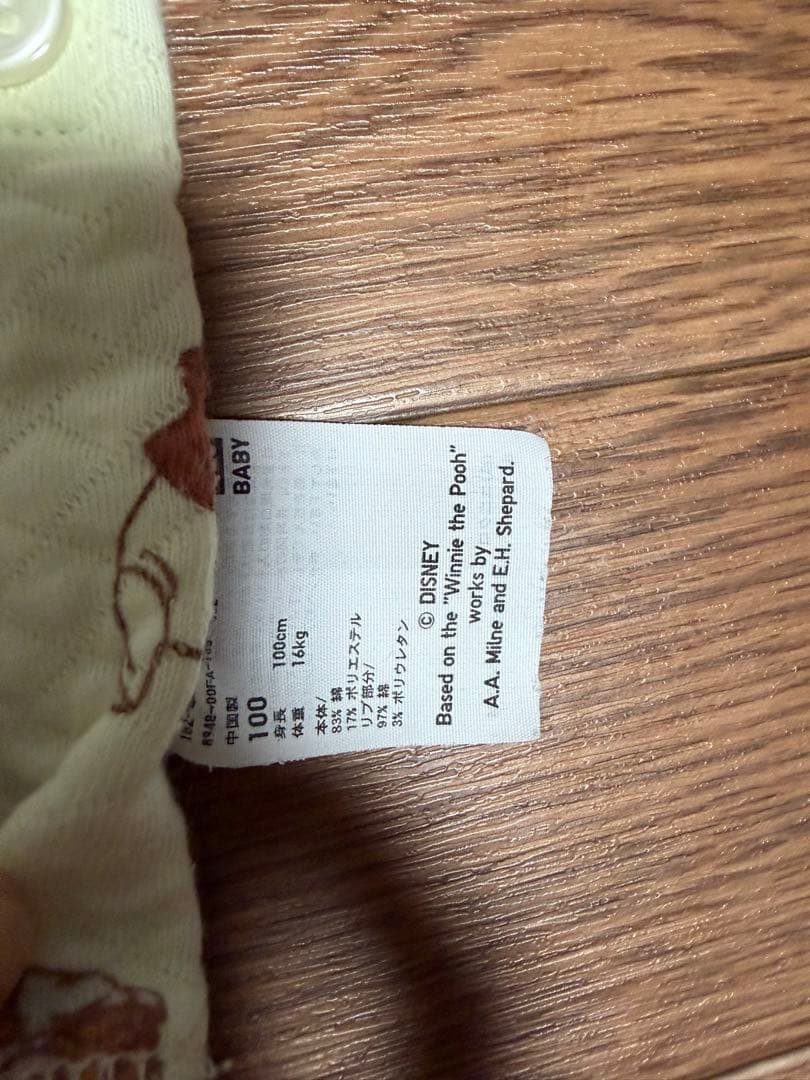 BABY
中国製
100
身長 100cm
体重 16kg
本体/
83% 綿
17% ポリエステル
リブ部分/
97% 綿
3% ポリウレタン
© DISNEY
Based on the "Winnie the Pooh"
works by
A.A. Milne and E.H. Shepard.